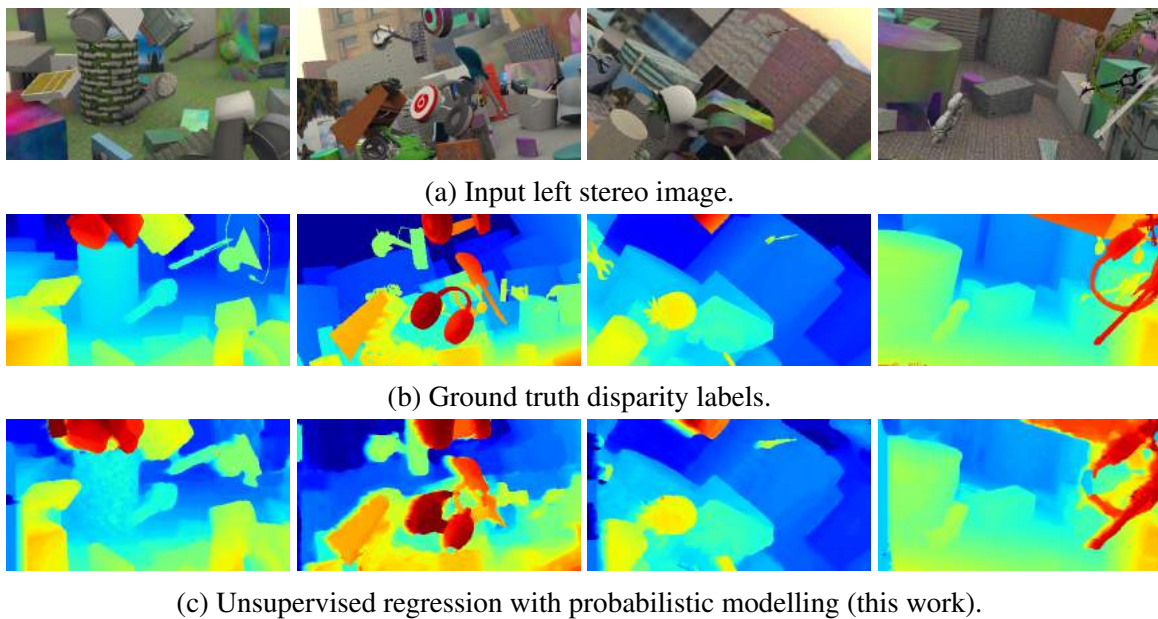 (a) Input left stereo image.
(b) Ground truth disparity labels.
(c) Unsupervised regression with probabilistic modelling (this work).